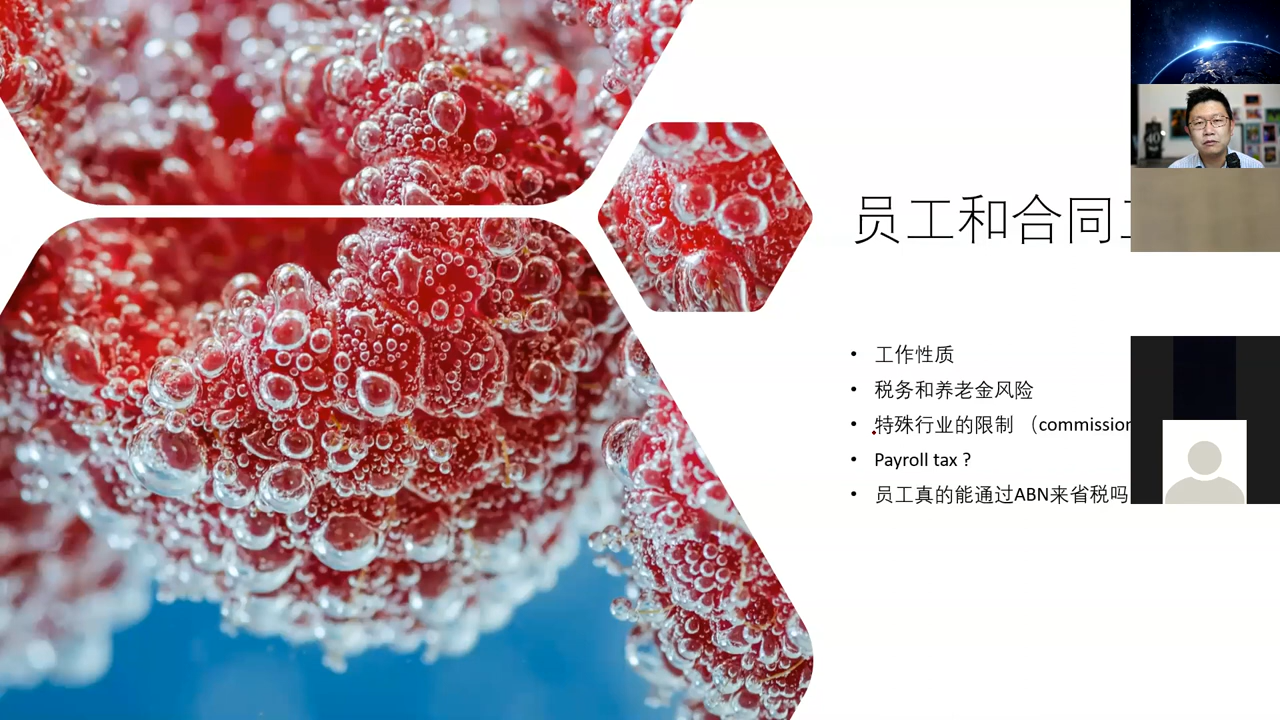 员工和合同
• 工作性质
• 税务和养老金风险
• 特殊行业的限制 （commission
• Payroll tax ?
• 员工真的能通过ABN来省税吗